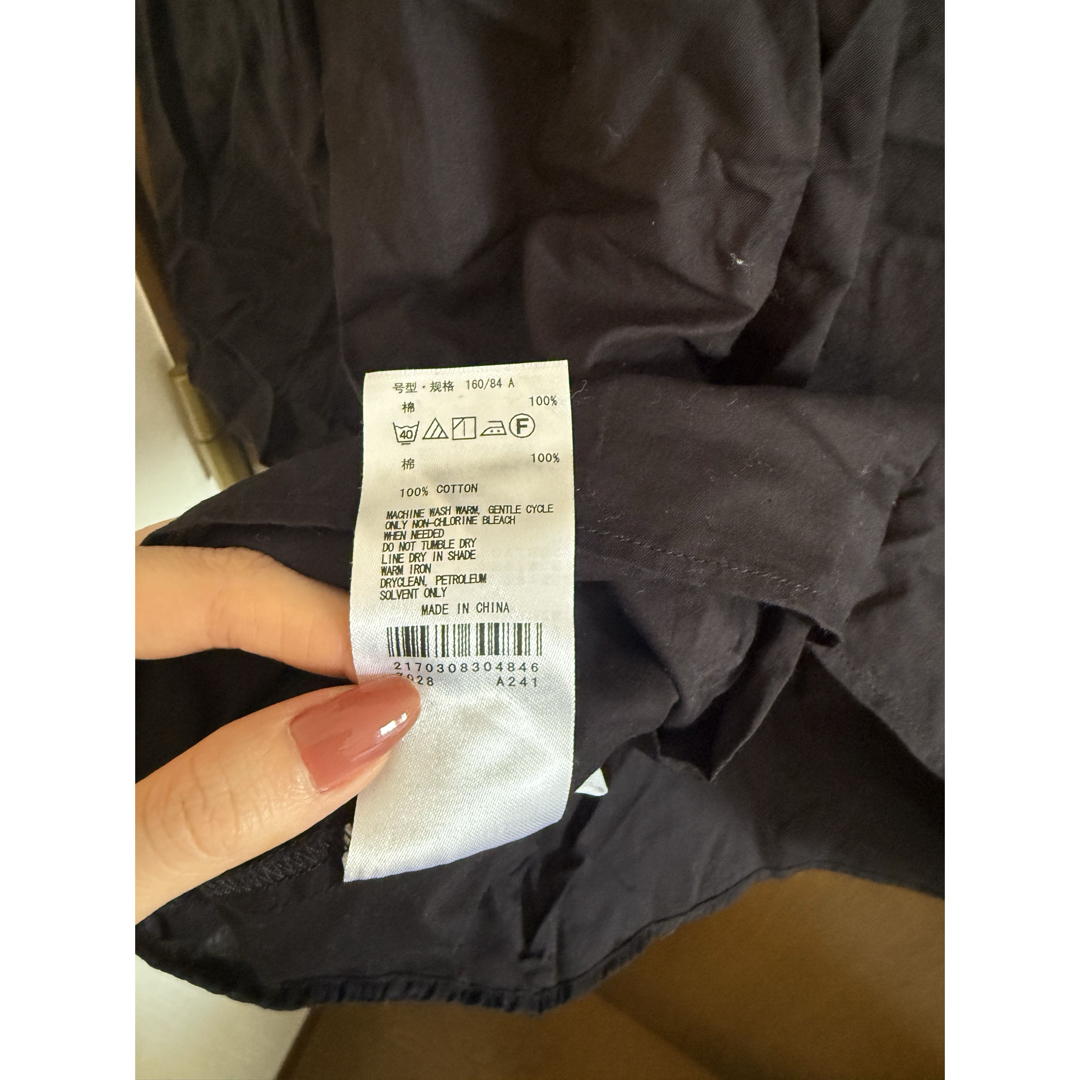 号型·规格 160/84 A
棉 100%
40 F
棉 100%
100% COTTON
MACHINE WASH WARM, GENTLE CYCLE
ONLY NON-CHLORINE BLEACH
WHEN NEEDED
DO NOT TUMBLE DRY
LINE DRY IN SHADE
WARM IRON
DRYCLEAN, PETROLEUM
SOLVENT ONLY
MADE IN CHINA
2170308304846
A241